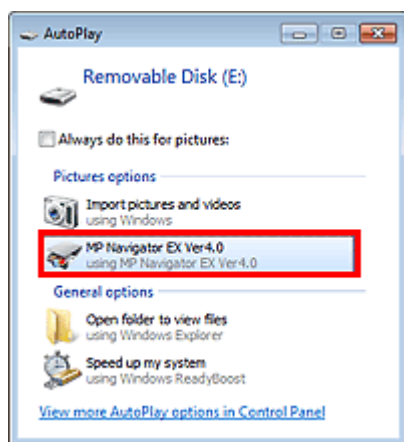 AutoPlay
Removable Disk (E:)
Always do this for pictures:
Pictures options
Import pictures and videos
using Windows
MP Navigator EX Ver4.0
using MP Navigator EX Ver4.0
General options
Open folder to view files
using Windows Explorer
Speed up my system
using Windows ReadyBoost
View more AutoPlay options in Control Panel